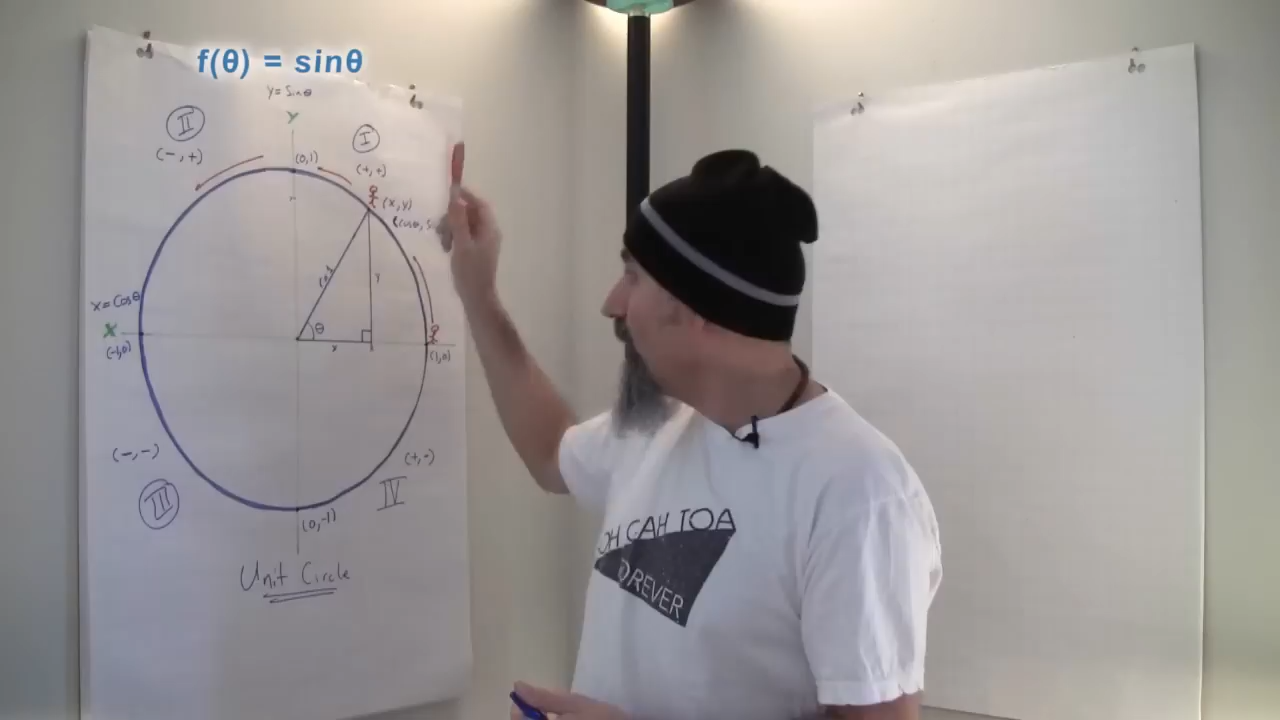 f(θ) = sinθ
y = Sinθ
Y
II
I
(-,+)
(0,1)
(+,+)
(x,y)
(cosθ, S
1
y
x = Cosθ
X
θ
(-1,0)
x
(1,0)
(-,-)
(+,-)
III
IV
(0,-1)
Unit Circle
OH CAH TOA
FOREVER